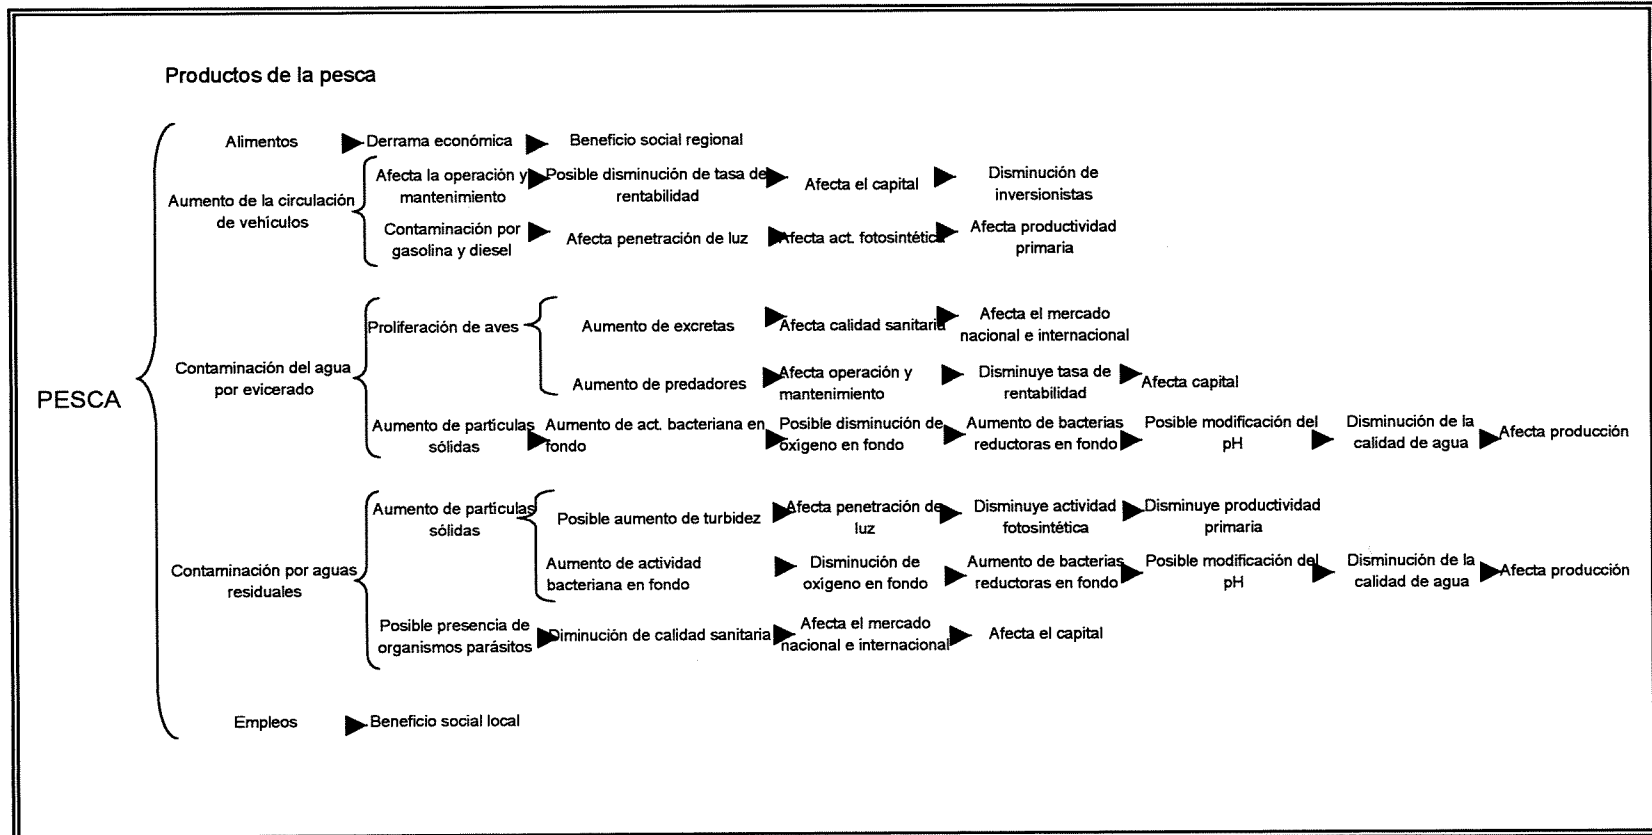 Productos de la pesca
Alimentos
Derrama económica
Beneficio social regional
Aumento de la circulación
de vehículos
Afecta la operación y
mantenimiento
Posible disminución de tasa de
rentabilidad
Afecta el capital
Disminución de
inversionistas
Contaminación por
gasolina y diesel
Afecta penetración de luz
Afecta act. fotosintética
Afecta productividad
primaria
PESCA
Contaminación del agua
por evicerado
Proliferación de aves
Aumento de excretas
Afecta calidad sanitaria
Afecta el mercado
nacional e internacional
Aumento de predadores
Afecta operación y
mantenimiento
Disminuye tasa de
rentabilidad
Afecta capital
Aumento de partículas
sólidas
Aumento de act. bacteriana en
fondo
Posible disminución de
oxígeno en fondo
Aumento de bacterias
reductoras en fondo
Posible modificación del
pH
Disminución de la
calidad de agua
Afecta producción
Contaminación por aguas
residuales
Aumento de partículas
sólidas
Posible aumento de turbidez
Afecta penetración de
luz
Disminuye actividad
fotosintética
Disminuye productividad
primaria
Aumento de actividad
bacteriana en fondo
Disminución de
oxígeno en fondo
Aumento de bacterias
reductoras en fondo
Posible modificación del
pH
Disminución de la
calidad de agua
Afecta producción
Posible presencia de
organismos parásitos
Diminución de calidad sanitaria
Afecta el mercado
nacional e internacional
Afecta el capital
Empleos
Beneficio social local